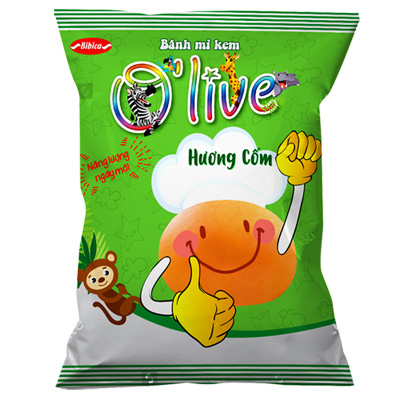 Bibica
Bánh mì kem
O'live
Hương Cốm
Năng lượng
ngày mới